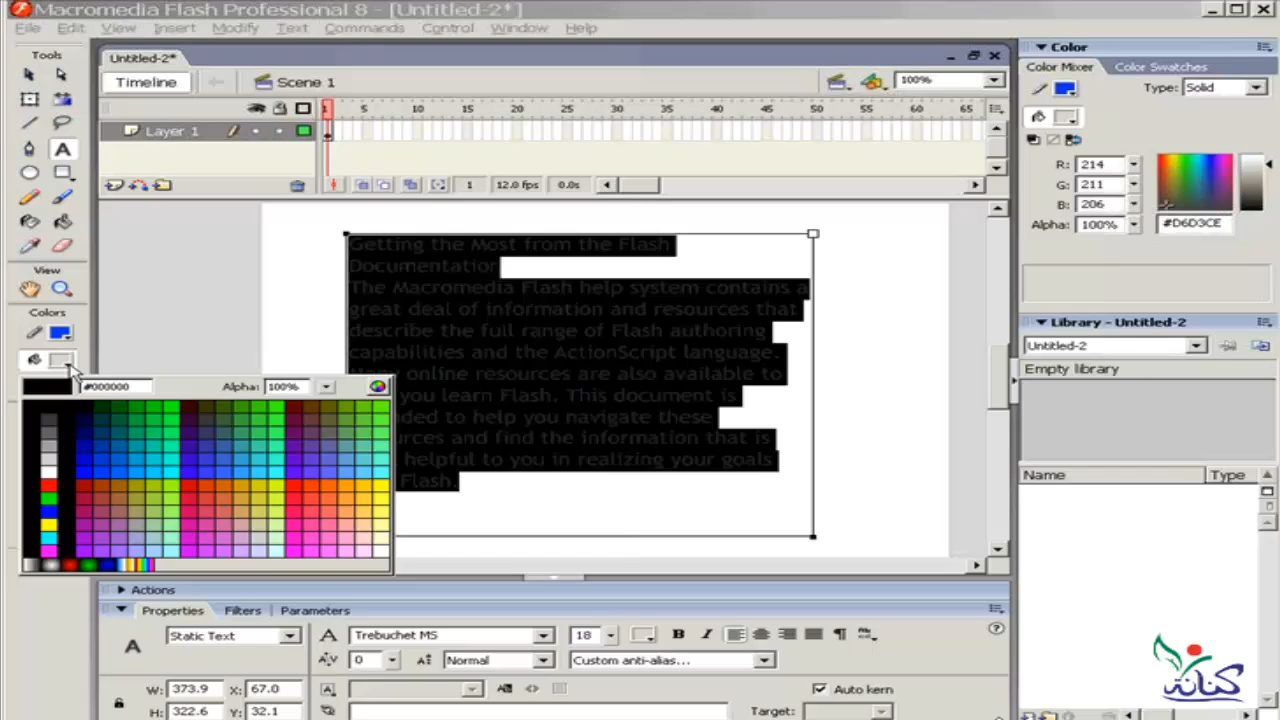 Macromedia Flash Professional 8 - [Untitled-2*]
File Edit View Insert Modify Text Commands Control Window Help
Tools
View
Colors
#000000 Alpha: 100%
Untitled-2*
Timeline Scene 1 100%
1 5 10 15 20 25 30 35 40 45 50 55 60 65
Layer 1
1 12.0 fps 0.0s
Getting the Most from the Flash
Documentation
The Macromedia Flash help system contains a
great deal of information and resources that
describe the full range of Flash authoring
capabilities and the ActionScript language.
online resources are also available to
you learn Flash. This document is
ded to help you navigate these
urces and find the information that is
helpful to you in realizing your goals
Flash.
Actions
Properties Filters Parameters
A Static Text A Trebuchet MS 18 B I
A/V 0 Normal Custom anti-alias...
W: 373.9 X: 67.0 Auto kern
H: 322.6 Y: 32.1 Target:
Color
Color Mixer Color Swatches
Type: Solid
R: 214
G: 211
B: 206
Alpha: 100% #D6D3CE
Library - Untitled-2
Untitled-2
Empty library
Name Type
كنانة